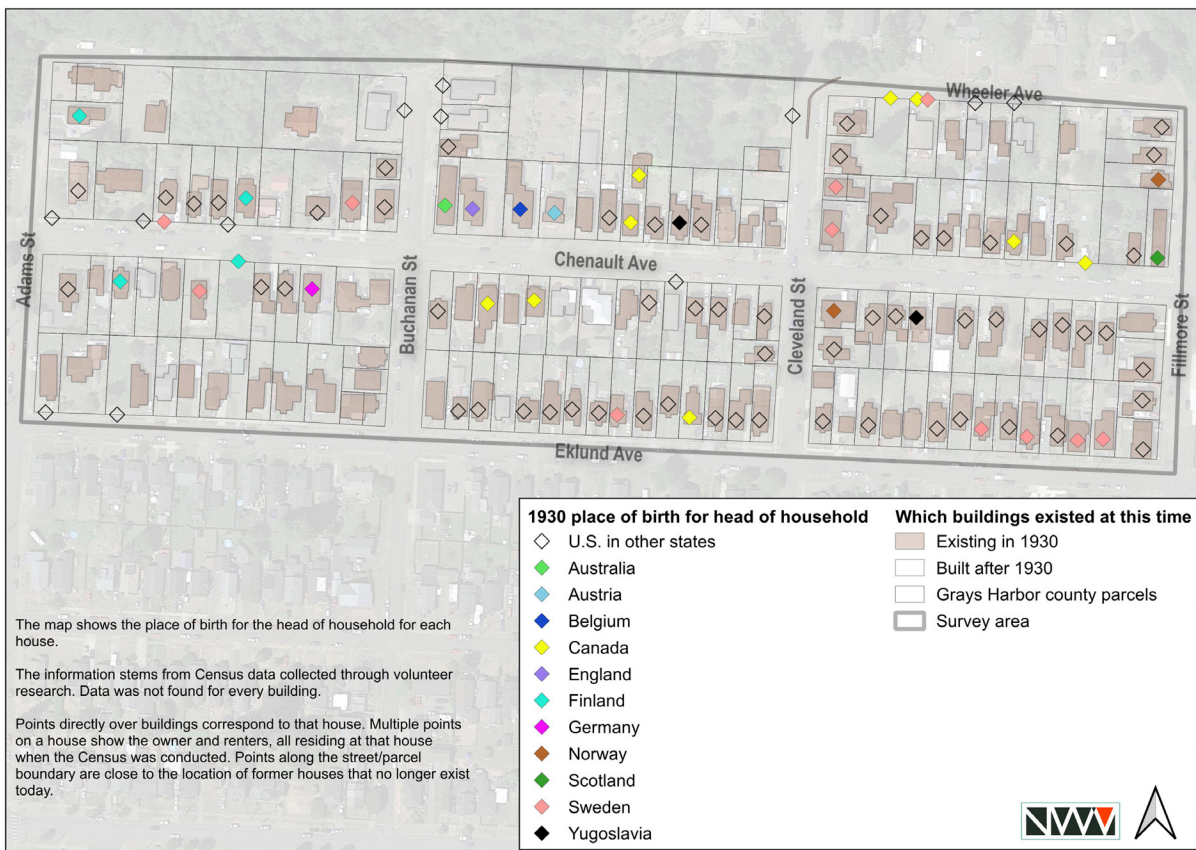 Wheeler Ave
Adams St
Buchanan St
Chenault Ave
Cleveland St
Fillmore St
Eklund Ave
The map shows the place of birth for the head of household for each
house.
The information stems from Census data collected through volunteer
research. Data was not found for every building.
Points directly over buildings correspond to that house. Multiple points
on a house show the owner and renters, all residing at that house
when the Census was conducted. Points along the street/parcel
boundary are close to the location of former houses that no longer exist
today.
1930 place of birth for head of household
U.S. in other states
Australia
Austria
Belgium
Canada
England
Finland
Germany
Norway
Scotland
Sweden
Yugoslavia
Which buildings existed at this time
Existing in 1930
Built after 1930
Grays Harbor county parcels
Survey area
NWV